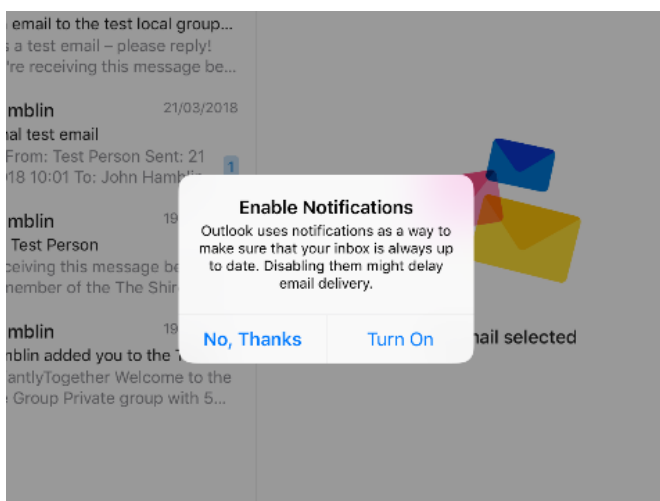 email to the test local group...
s a test email – please reply!
're receiving this message be...
mblin 21/03/2018
nal test email
From: Test Person Sent: 21
18 10:01 To: John Hamblin
1
mblin 19
Test Person
ceiving this message be
member of the The Shir
mblin 19
mblin added you to the
antlyTogether Welcome to the
Group Private group with 5...
Enable Notifications
Outlook uses notifications as a way to
make sure that your inbox is always up
to date. Disabling them might delay
email delivery.
No, Thanks Turn On
ail selected